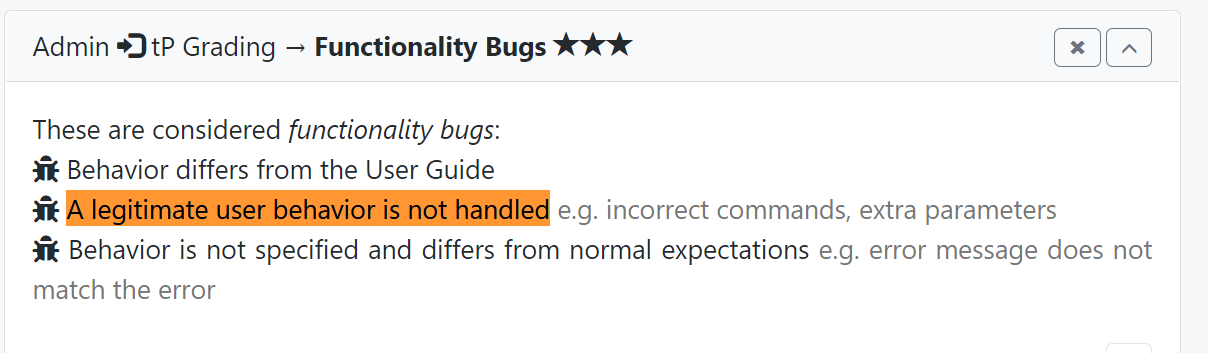 Admin tP Grading → Functionality Bugs ★★★
These are considered functionality bugs:
Behavior differs from the User Guide
A legitimate user behavior is not handled e.g. incorrect commands, extra parameters
Behavior is not specified and differs from normal expectations e.g. error message does not
match the error